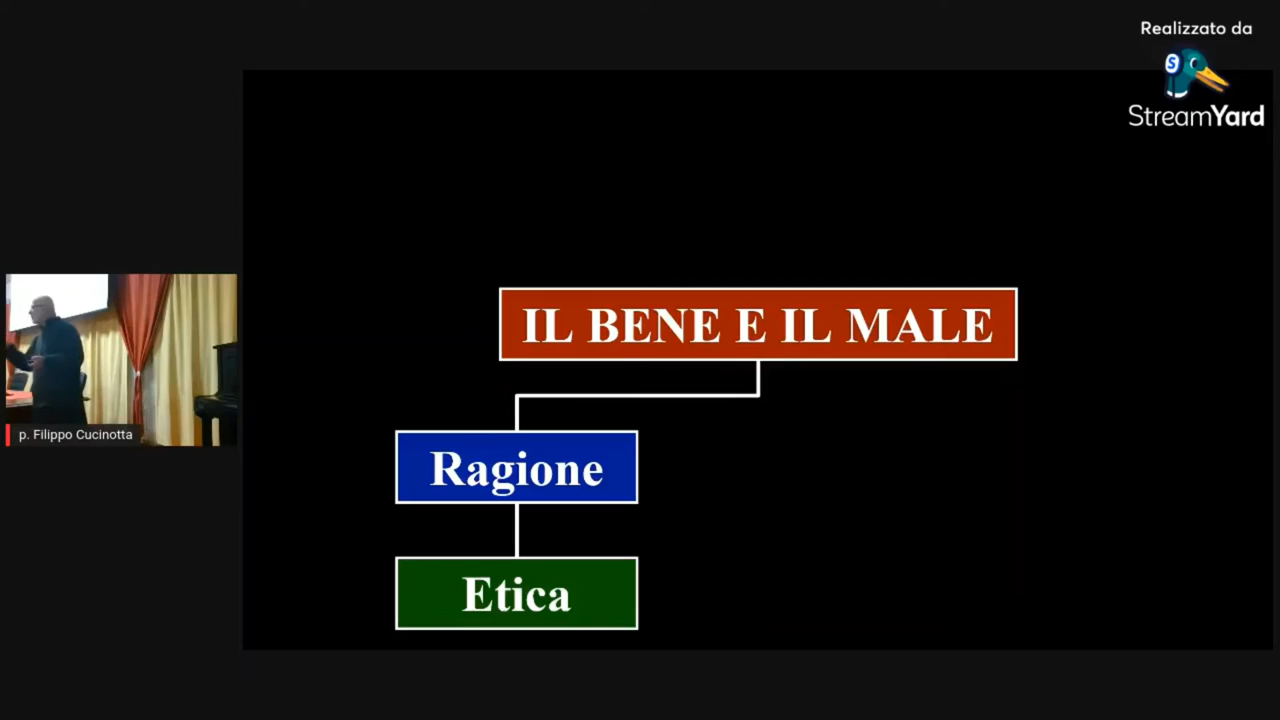 Realizzato da
StreamYard
IL BENE E IL MALE
Ragione
Etica
p. Filippo Cucinotta